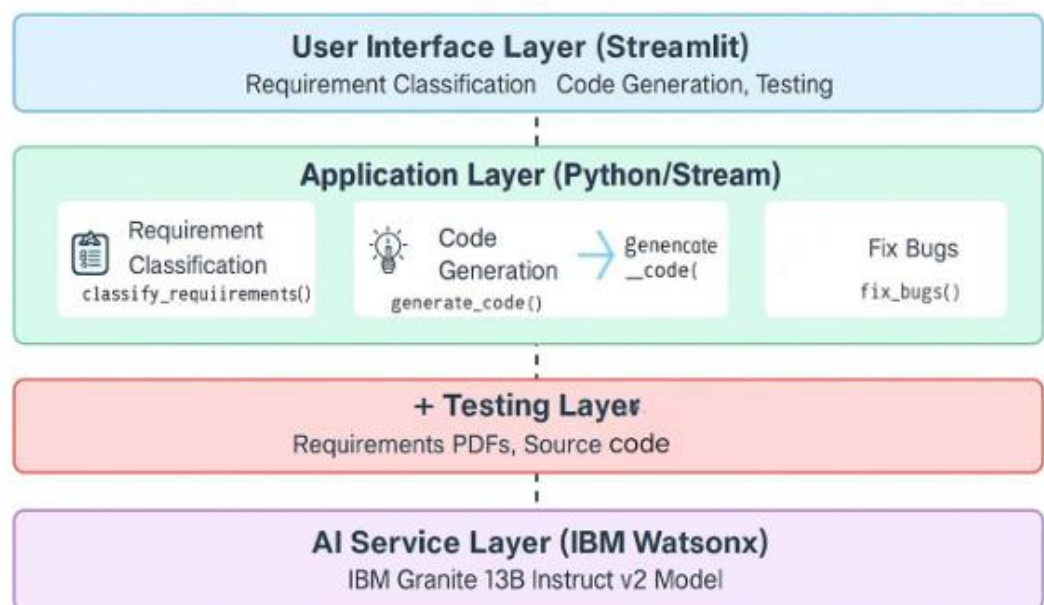 User Interface Layer (Streamlit)
Requirement Classification Code Generation, Testing
Application Layer (Python/Stream)
Requirement
Classification
classify_requiirements()
Code
Generation
generate_code()
genencate
__code(
Fix Bugs
fix_bugs()
+ Testing Layer
Requirements PDFs, Source code
AI Service Layer (IBM Watsonx)
IBM Granite 13B Instruct v2 Model